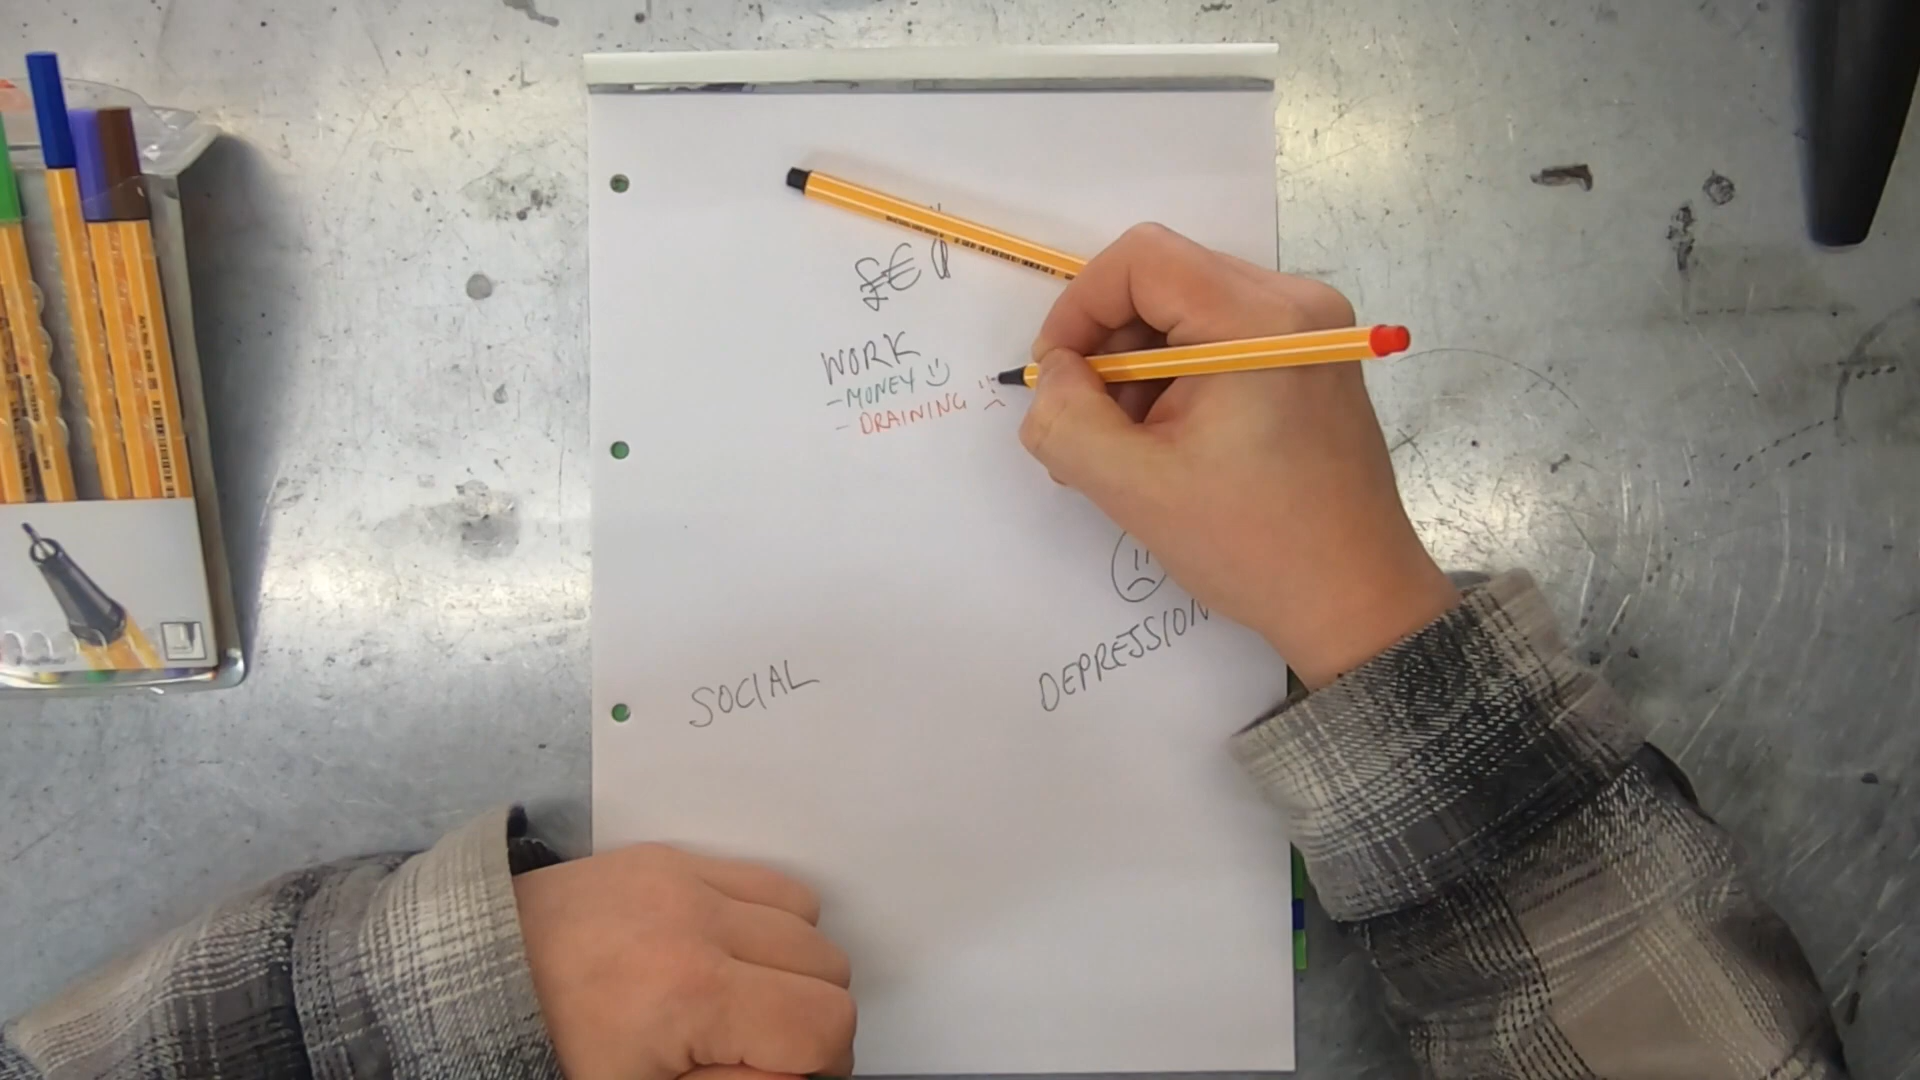 £€
WORK
- MONEY
- DRAINING
DEPRESSION
SOCIAL